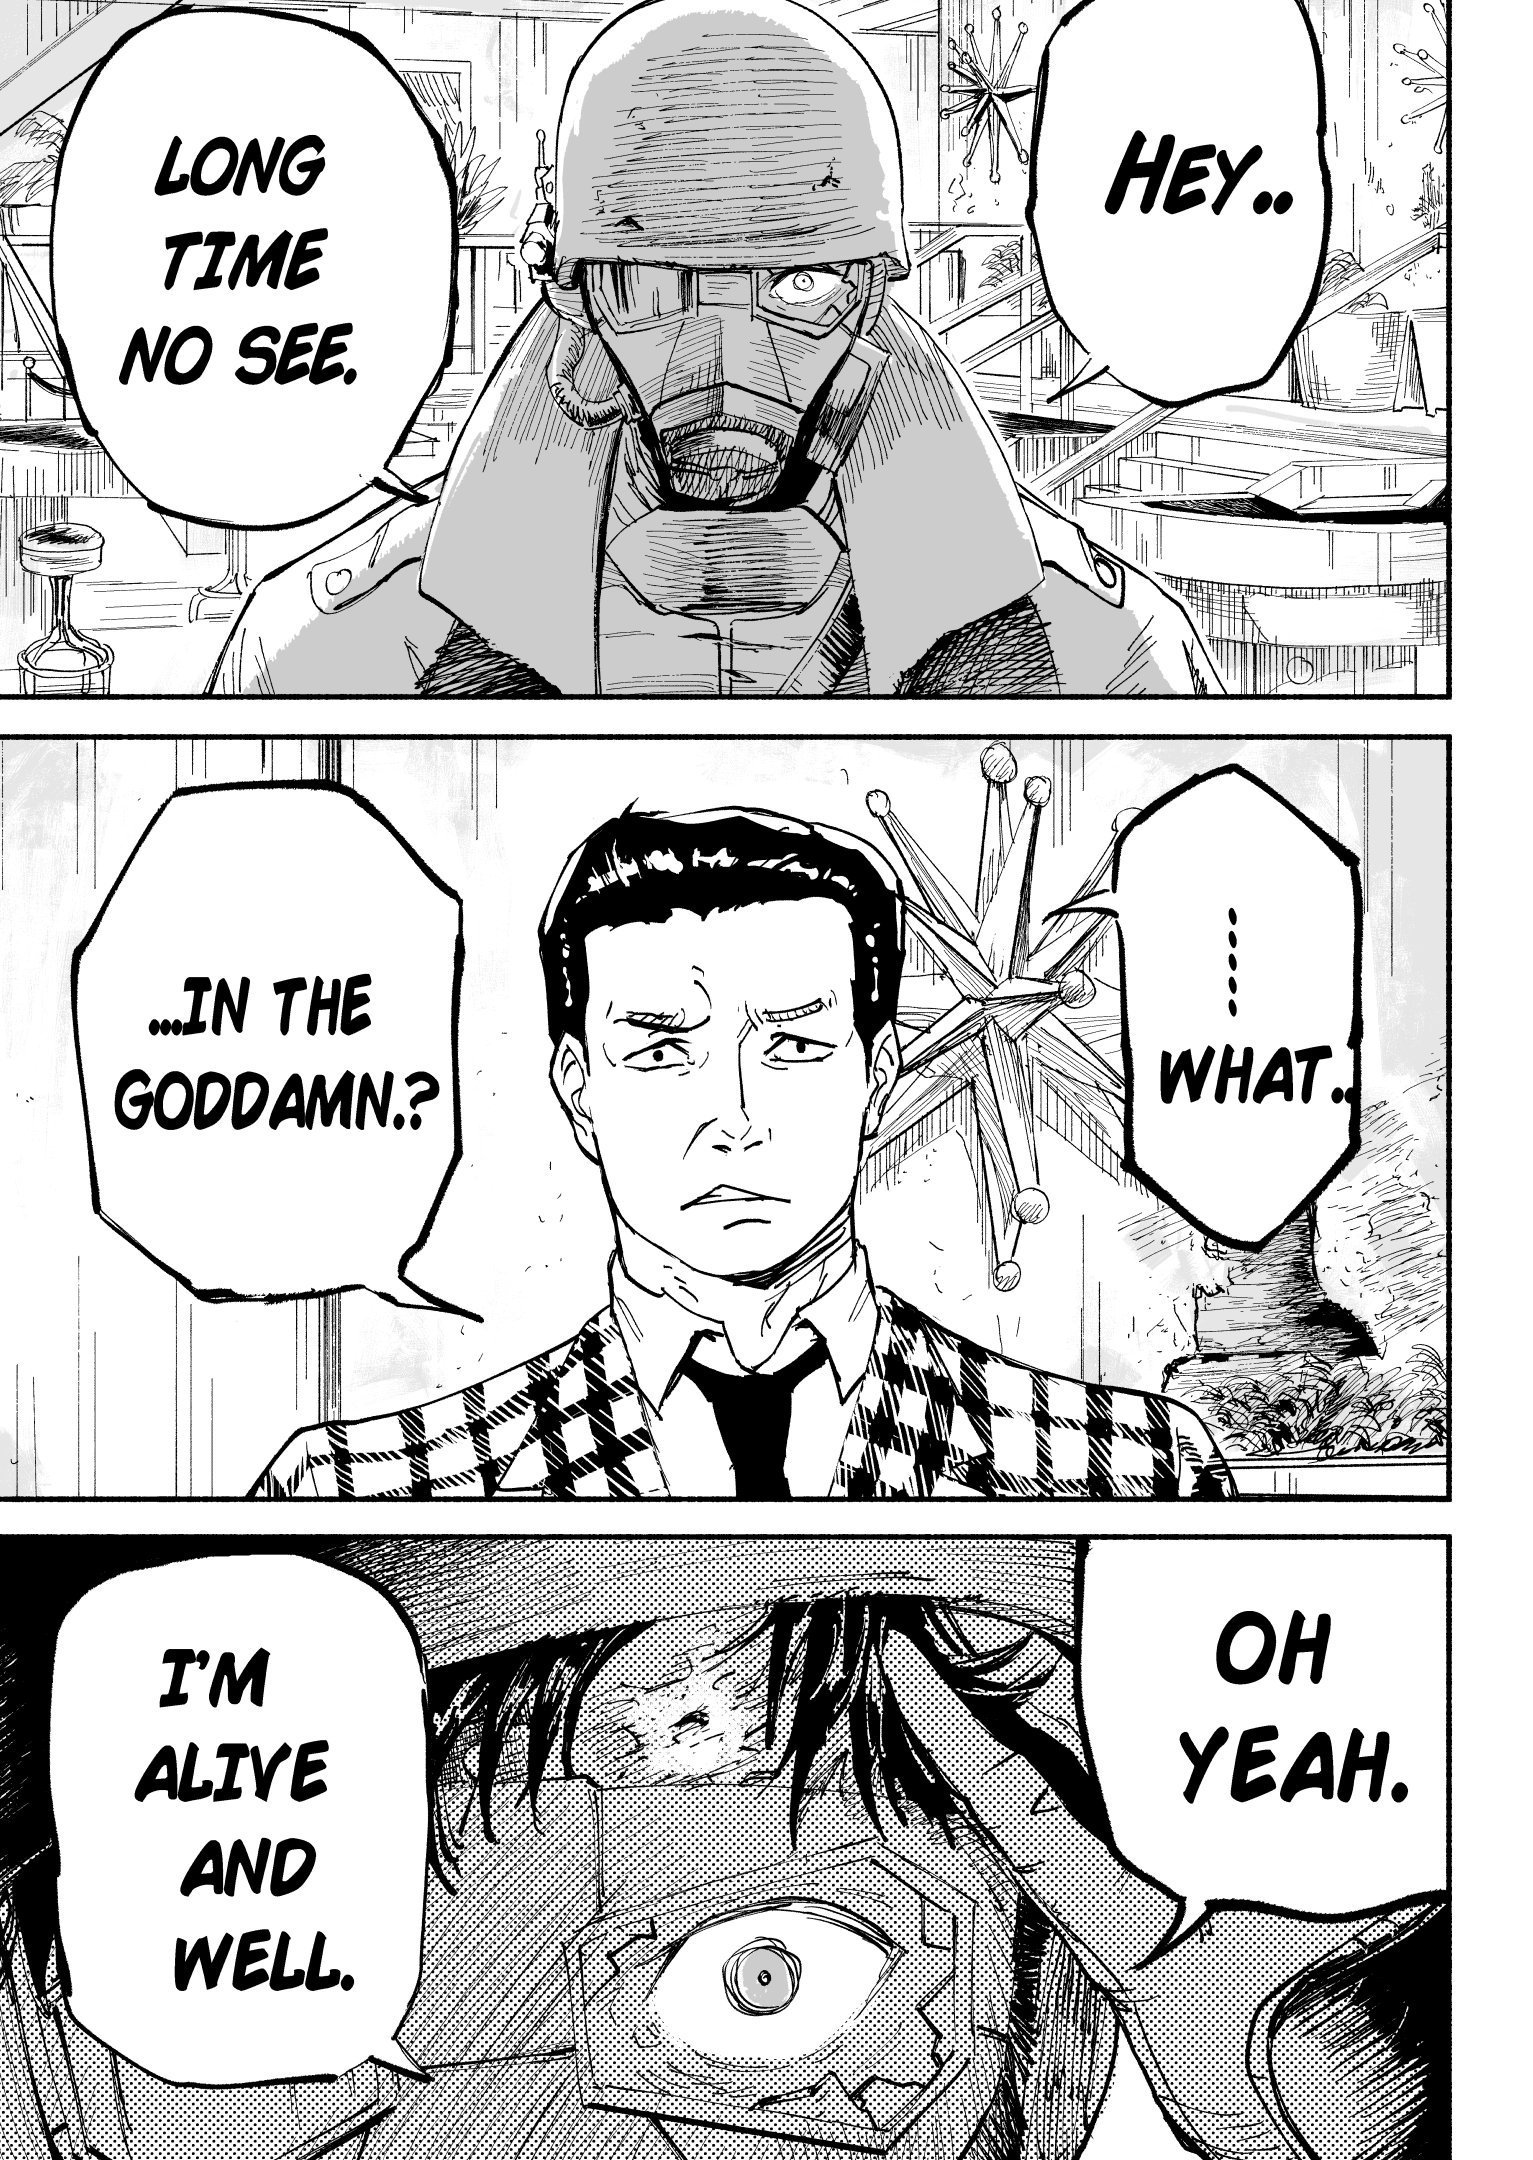 HEY..
LONG
TIME
NO SEE.
......
WHAT..
...IN THE
GODDAMN.?
OH
YEAH.
I'M
ALIVE
AND
WELL.